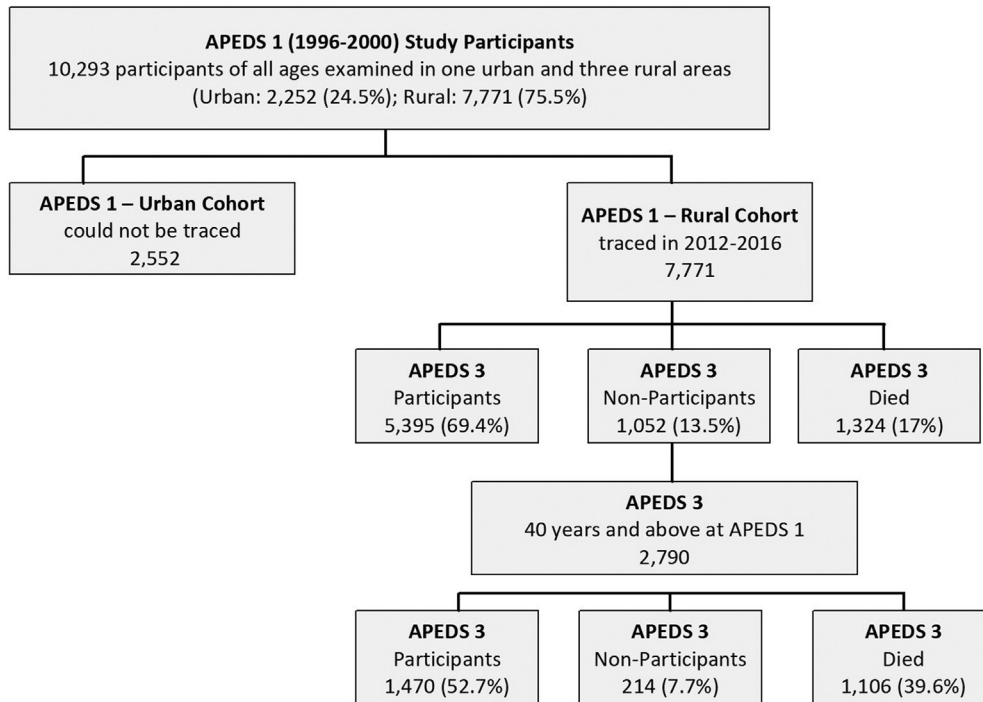 APEDS 1 (1996-2000) Study Participants
10,293 participants of all ages examined in one urban and three rural areas
(Urban: 2,252 (24.5%); Rural: 7,771 (75.5%)
APEDS 1 – Urban Cohort
could not be traced
2,552
APEDS 1 – Rural Cohort
traced in 2012-2016
7,771
APEDS 3
Participants
5,395 (69.4%)
APEDS 3
Non-Participants
1,052 (13.5%)
APEDS 3
Died
1,324 (17%)
APEDS 3
40 years and above at APEDS 1
2,790
APEDS 3
Participants
1,470 (52.7%)
APEDS 3
Non-Participants
214 (7.7%)
APEDS 3
Died
1,106 (39.6%)